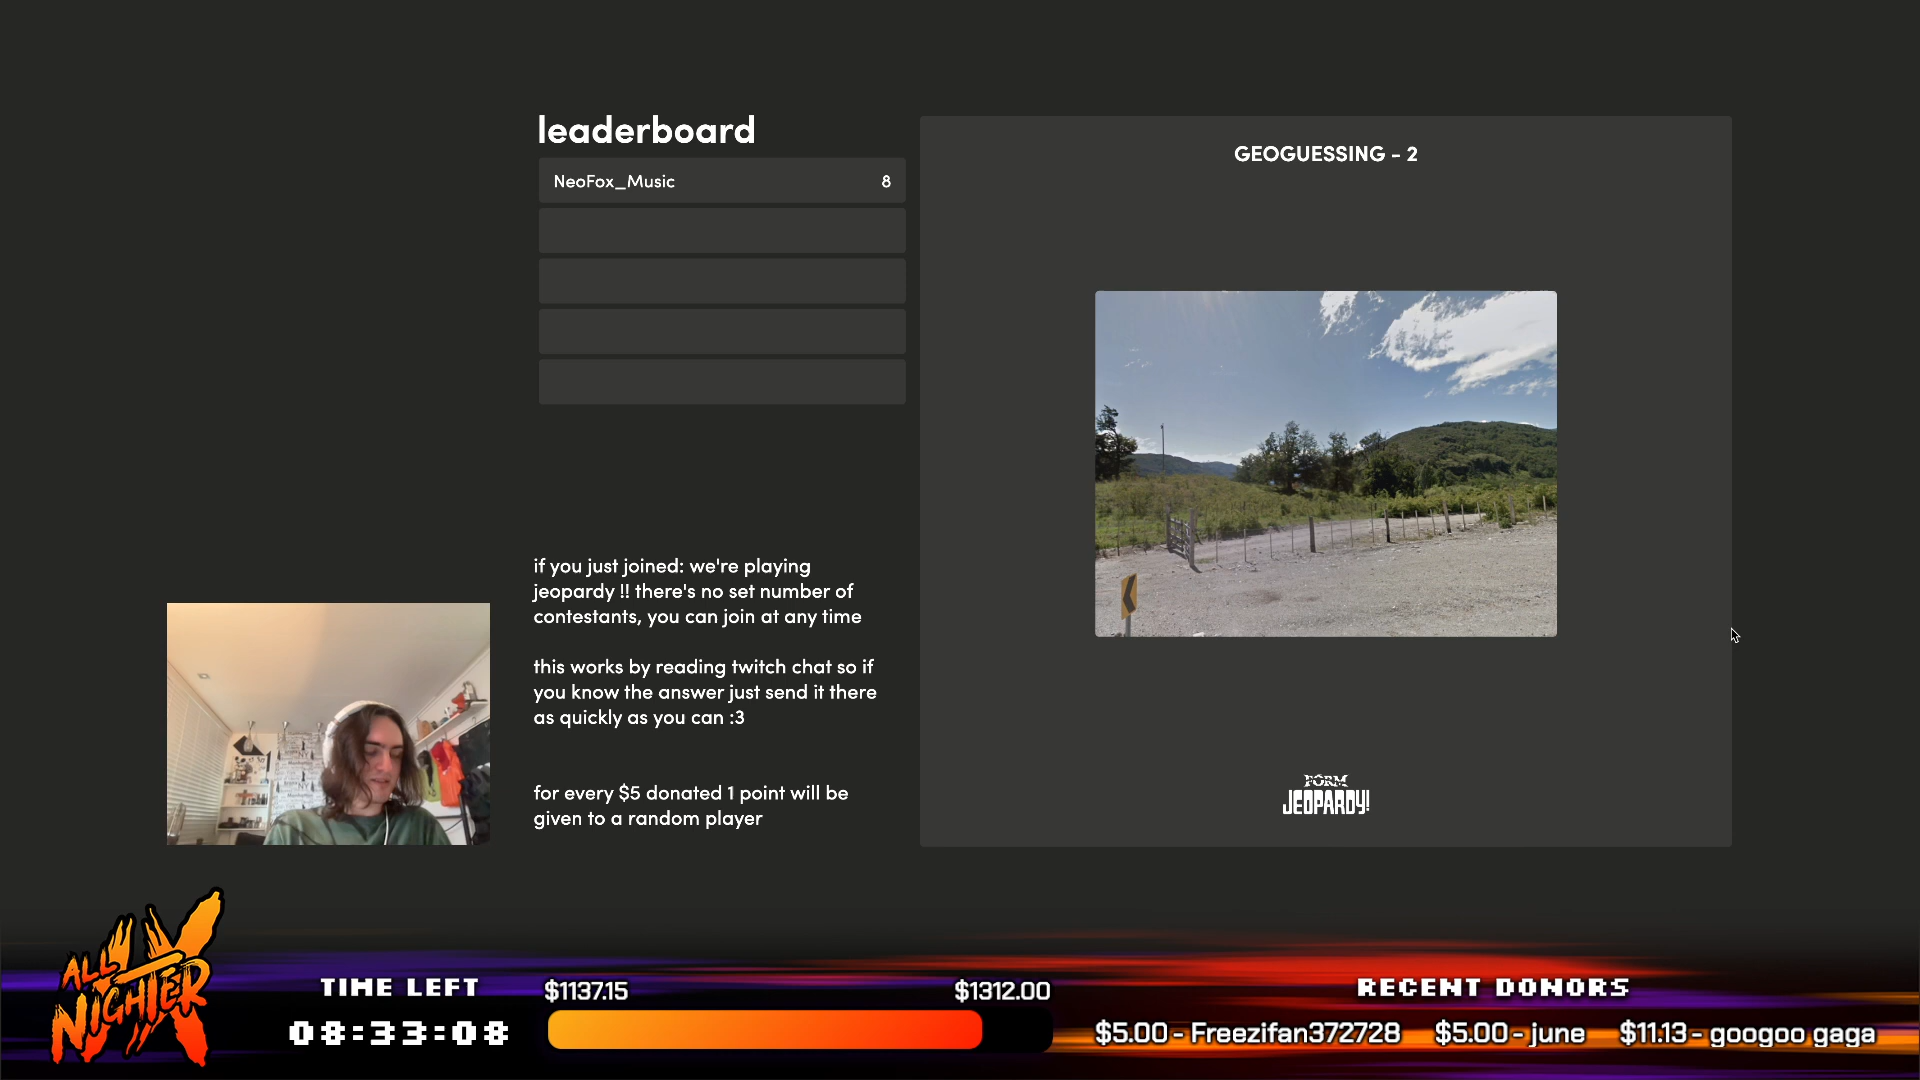 leaderboard
NeoFox_Music 8
if you just joined: we're playing
jeopardy !! there's no set number of
contestants, you can join at any time
this works by reading twitch chat so if
you know the answer just send it there
as quickly as you can :3
for every $5 donated 1 point will be
given to a random player
GEOGUESSING - 2
FORM
JEOPARDY!
ALL
NIGHTER
X
TIME LEFT
08:33:08
$1137.15 $1312.00
RECENT DONORS
$5.00 - Freezifan372728 $5.00 - june $11.13 - googoo gaga